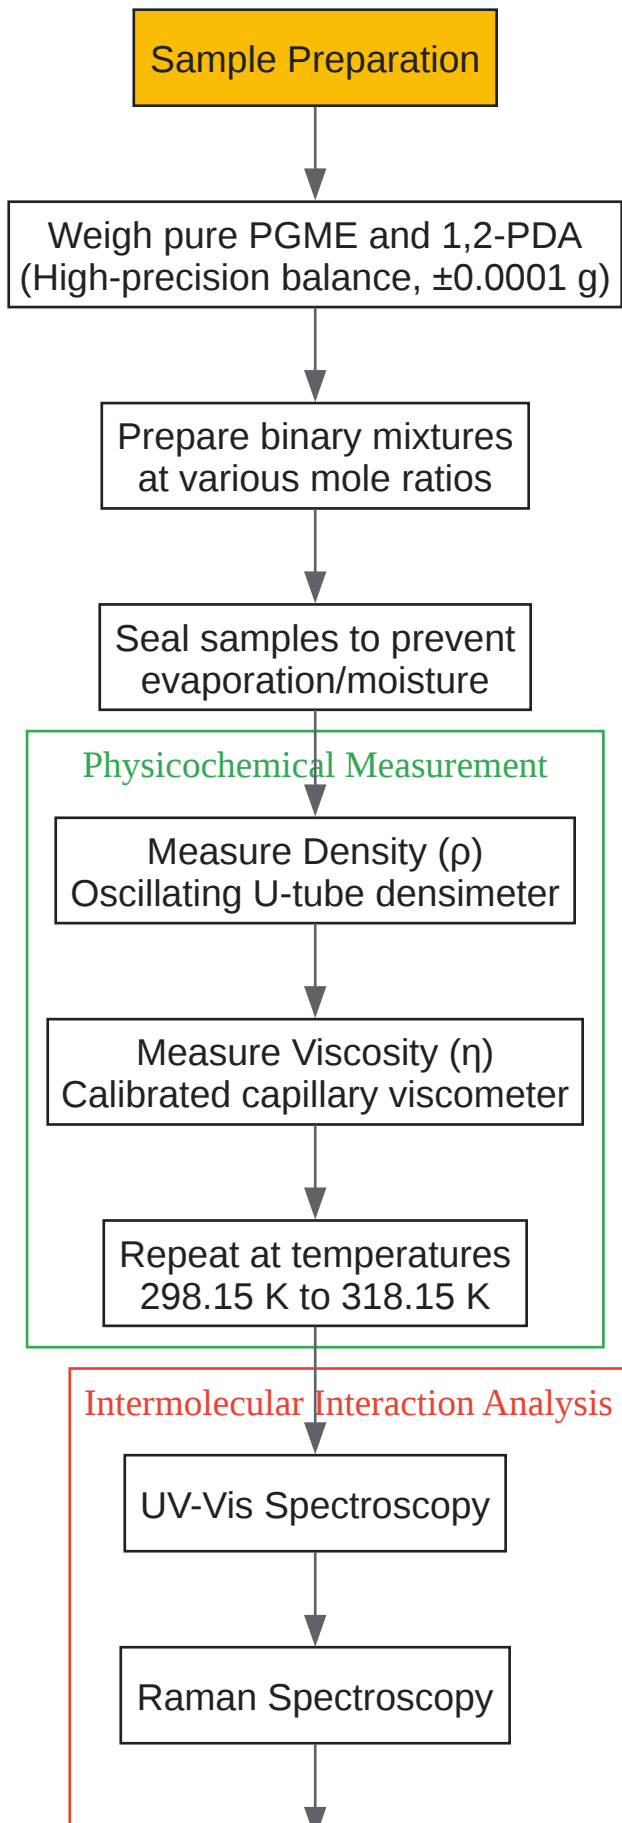 Sample Preparation
Weigh pure PGME and 1,2-PDA
(High-precision balance, ±0.0001 g)
Prepare binary mixtures
at various mole ratios
Seal samples to prevent
evaporation/moisture
Physicochemical Measurement
Measure Density (ρ)
Oscillating U-tube densimeter
Measure Viscosity (η)
Calibrated capillary viscometer
Repeat at temperatures
298.15 K to 318.15 K
Intermolecular Interaction Analysis
UV-Vis Spectroscopy
Raman Spectroscopy